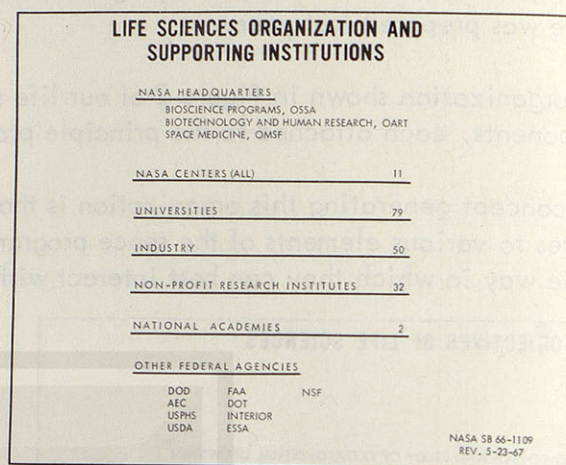 LIFE SCIENCES ORGANIZATION AND
SUPPORTING INSTITUTIONS
NASA HEADQUARTERS
BIOSCIENCE PROGRAMS, OSSA
BIOTECHNOLOGY AND HUMAN RESEARCH, OART
SPACE MEDICINE, OMSF
NASA CENTERS (ALL) 11
UNIVERSITIES 79
INDUSTRY 50
NON-PROFIT RESEARCH INSTITUTES 32
NATIONAL ACADEMIES 2
OTHER FEDERAL AGENCIES
DOD FAA NSF
AEC DOT
USPHS INTERIOR
USDA ESSA
NASA SB 66-1109
REV. 5-23-67